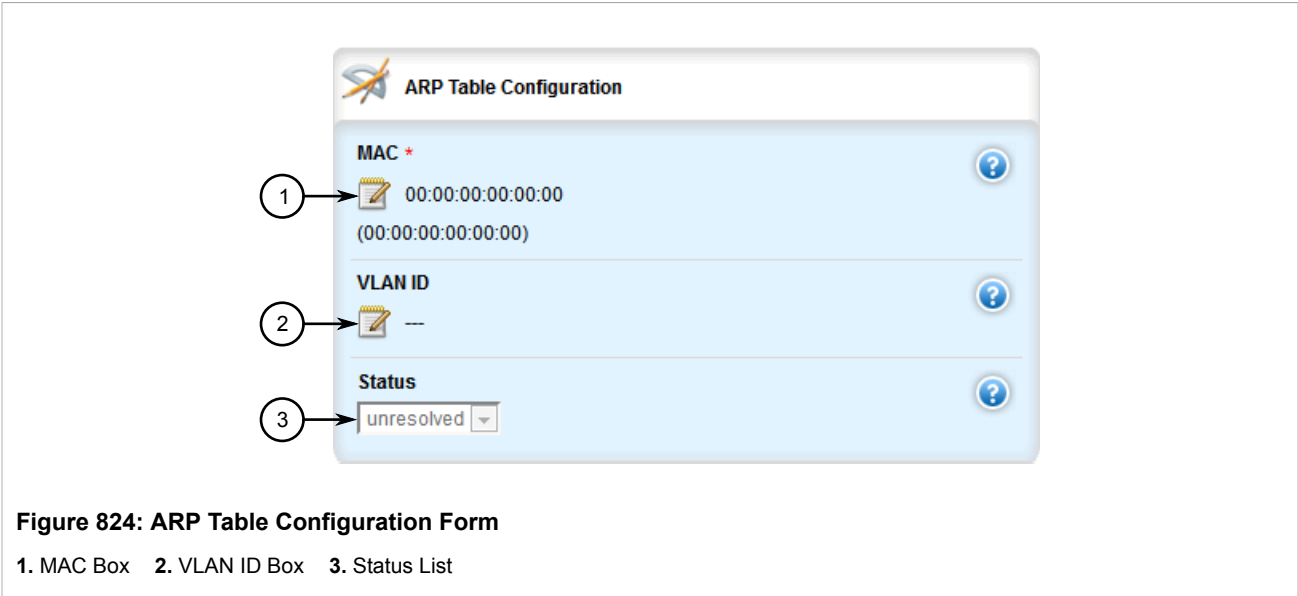 ARP Table Configuration
MAC *
1
00:00:00:00:00:00
(00:00:00:00:00:00)
VLAN ID
2
---
Status
3
unresolved
Figure 824: ARP Table Configuration Form
1. MAC Box 2. VLAN ID Box 3. Status List